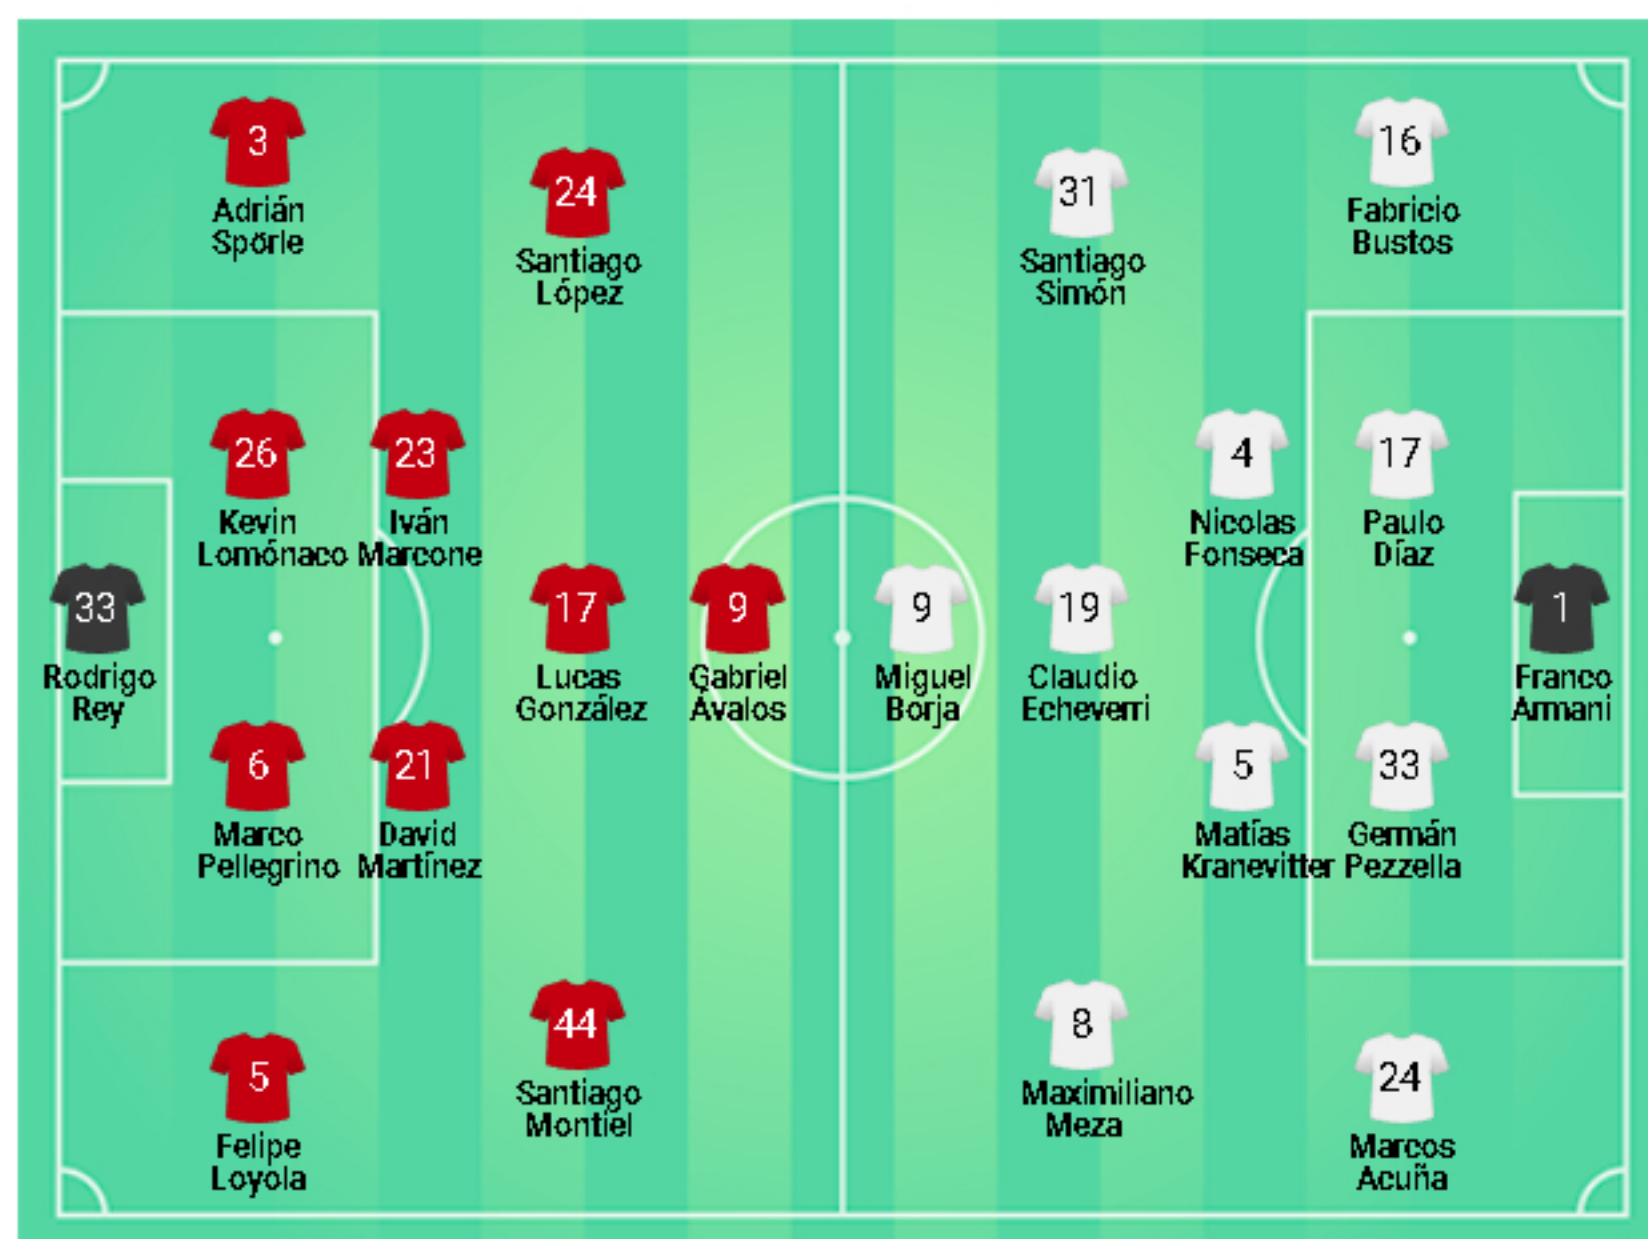 3
Adrián
Spörle
24
Santiago
López
31
Santiago
Simón
16
Fabricio
Bustos
26
Kevin
Lomónaco
23
Iván
Marcone
4
Nicolas
Fonseca
17
Paulo
Díaz
33
Rodrigo
Rey
17
Lucas
González
9
Gabriel
Ávalos
9
Miguel
Borja
19
Claudio
Echeverri
1
Franco
Armani
6
Marco
Pellegrino
21
David
Martínez
5
Matías
Kranevitter
33
Germán
Pezzella
5
Felipe
Loyola
44
Santiago
Montiel
8
Maximiliano
Meza
24
Marcos
Acuña